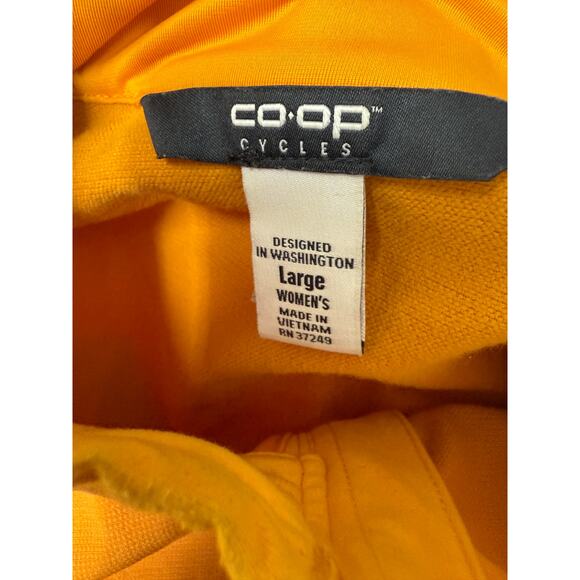 CO·OP™
CYCLES
DESIGNED
IN WASHINGTON
Large
WOMEN'S
MADE IN
VIETNAM
RN 37249